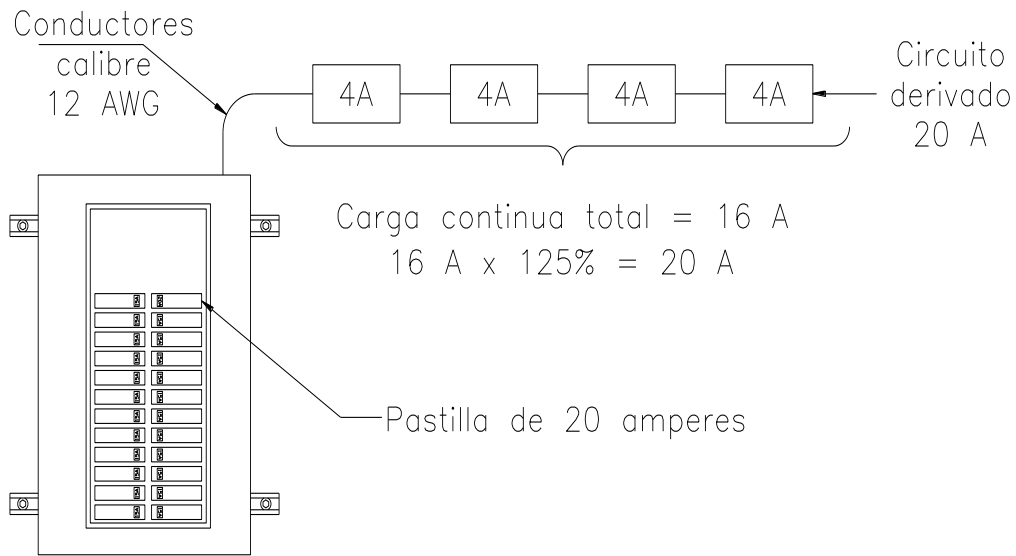 Conductores
calibre
12 AWG
4A
4A
4A
4A
Circuito
derivado
20 A
Carga continua total = 16 A
16 A x 125% = 20 A
Pastilla de 20 amperes